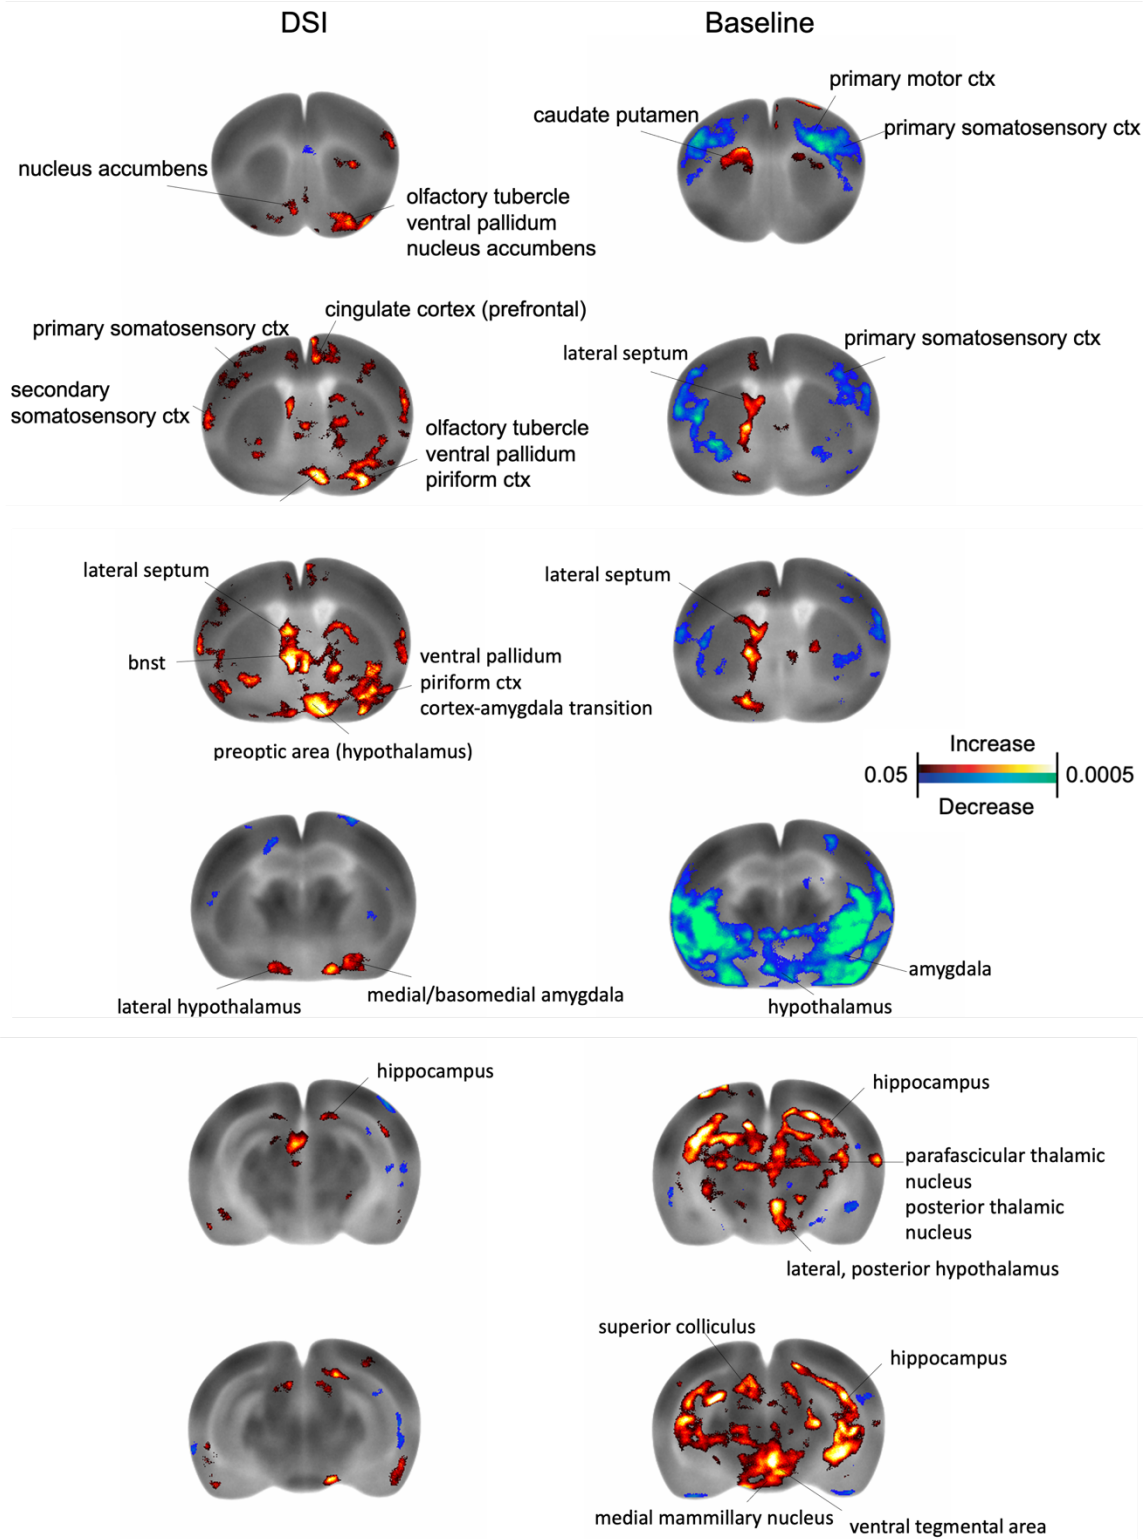 DSI
Baseline
primary motor ctx
caudate putamen
primary somatosensory ctx
nucleus accumbens
olfactory tubercle
ventral pallidum
nucleus accumbens
cingulate cortex (prefrontal)
primary somatosensory ctx
secondary
somatosensory ctx
olfactory tubercle
ventral pallidum
piriform ctx
lateral septum
primary somatosensory ctx
lateral septum
bnst
ventral pallidum
piriform ctx
cortex-amygdala transition
preoptic area (hypothalamus)
lateral septum
Increase
0.05
0.0005
Decrease
lateral hypothalamus
medial/basomedial amygdala
amygdala
hypothalamus
hippocampus
hippocampus
parafascicular thalamic
nucleus
posterior thalamic
nucleus
lateral, posterior hypothalamus
superior colliculus
hippocampus
medial mammillary nucleus
ventral tegmental area